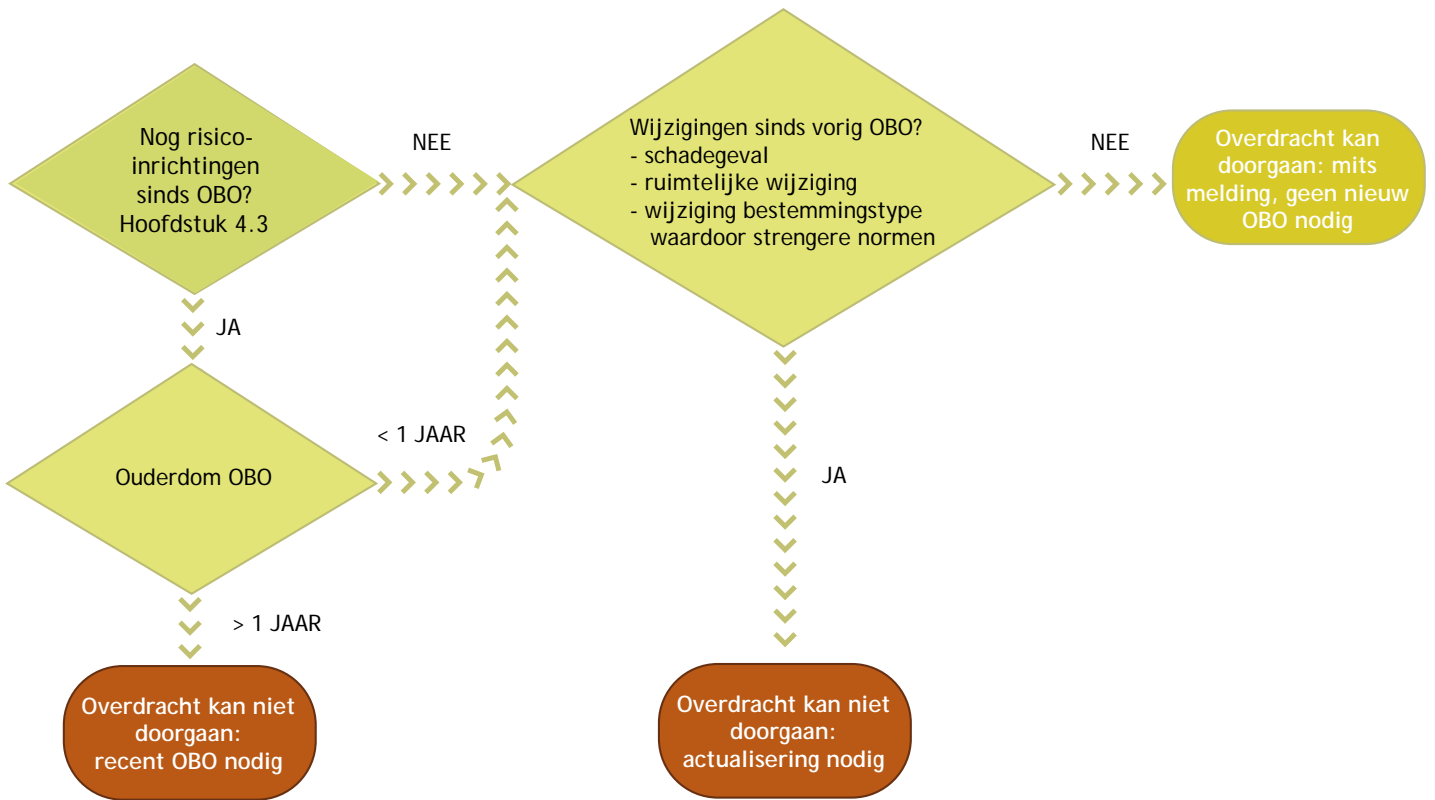 Nog risico-
inrichtingen
sinds OBO?
Hoofdstuk 4.3
NEE
Wijzigingen sinds vorig OBO?
- schadegeval
- ruimtelijke wijziging
- wijziging bestemmingstype
waardoor strengere normen
NEE
Overdracht kan
doorgaan: mits
melding, geen nieuw
OBO nodig
JA
Ouderdom OBO
< 1 JAAR
JA
> 1 JAAR
Overdracht kan niet
doorgaan:
recent OBO nodig
Overdracht kan niet
doorgaan:
actualisering nodig